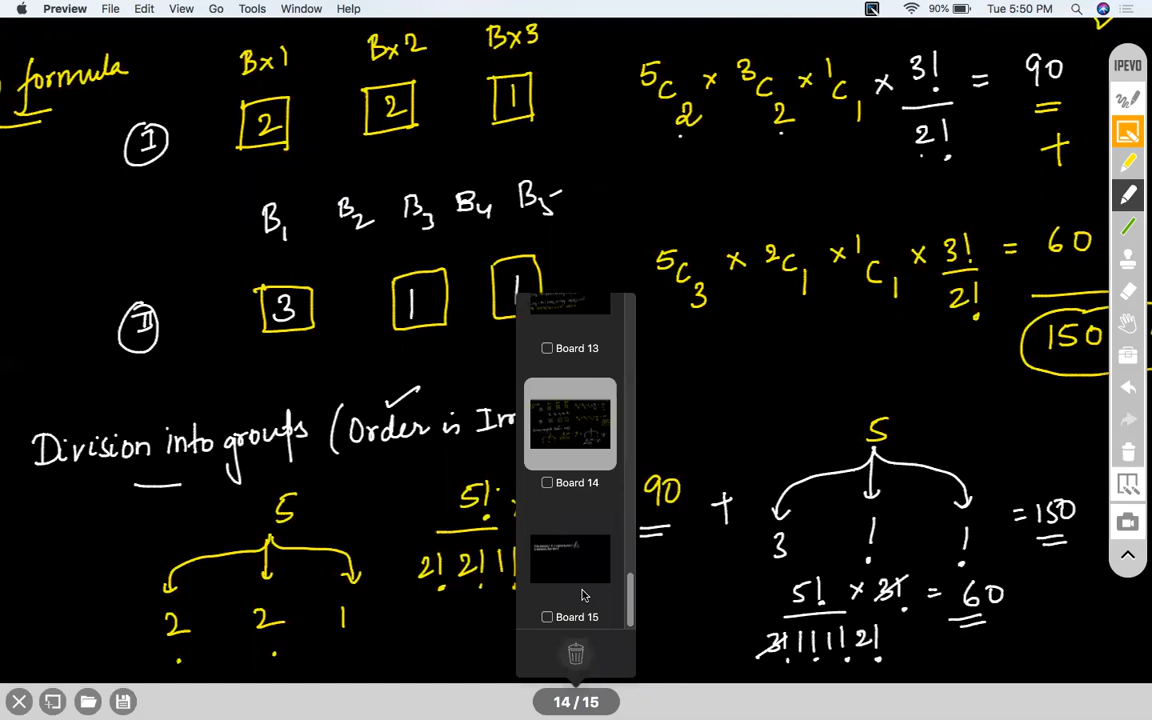 Preview File Edit View Go Tools Window Help 90% Tue 5:50 PM
IPEVO
formula
Bx1 Bx2 Bx3
I 2 2 1
5C2 x 3C2 x 1C1 x 3!/2! = 90
+
B1 B2 B3 B4 B5
II 3 1 1
5C3 x 2C1 x 1C1 x 3!/2! = 60
150
Division into groups (Order is
5
2 2 1
5!
2! 2! 1
90 +
5
3 1 1
= 150
5!/3!1!1!2! x 3! = 60
Board 13
Board 14
Board 15
14 / 15